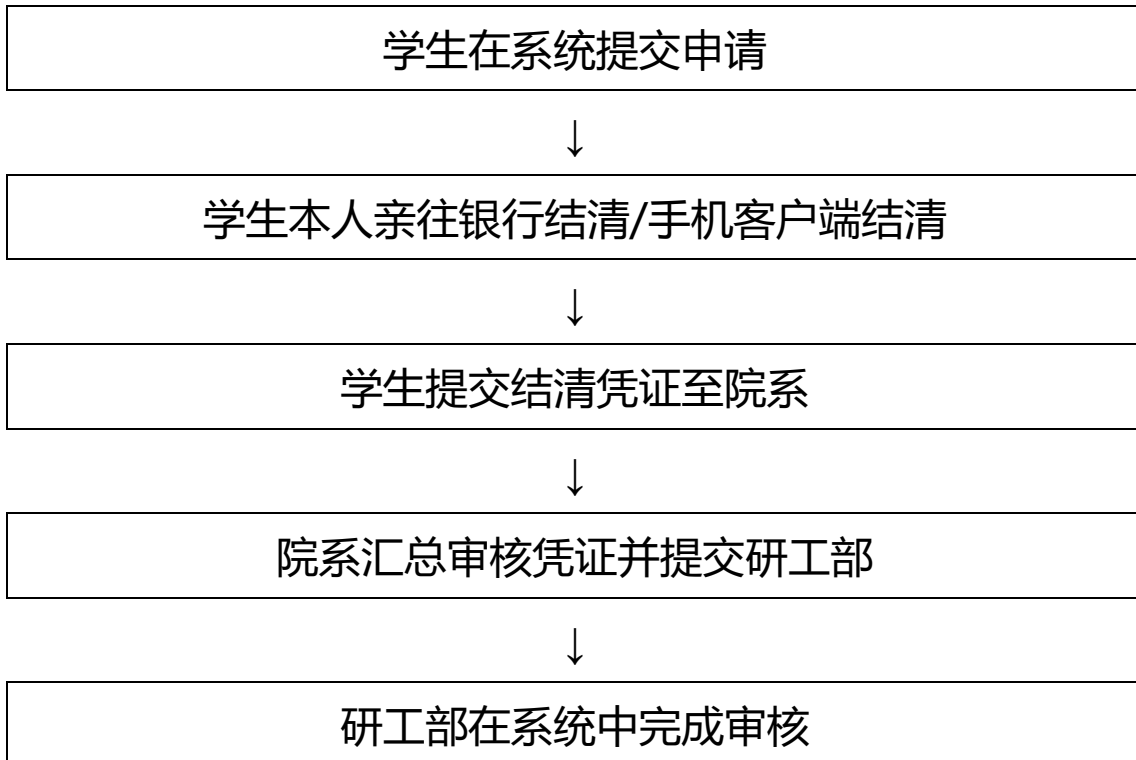 学生在系统提交申请
↓
学生本人亲往银行结清/手机客户端结清
↓
学生提交结清凭证至院系
↓
院系汇总审核凭证并提交研工部
↓
研工部在系统中完成审核